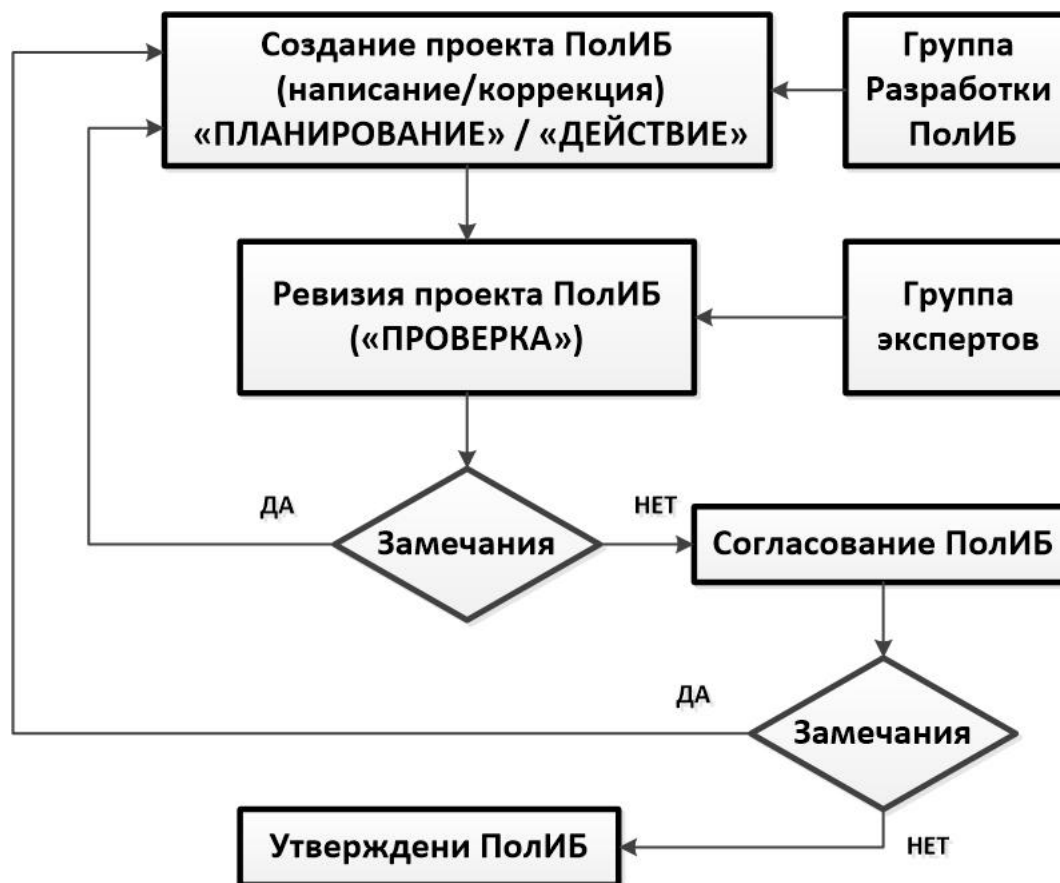 Создание проекта ПолИБ
(написание/коррекция)
«ПЛАНИРОВАНИЕ» / «ДЕЙСТВИЕ»
Группа
Разработки
ПолИБ
Ревизия проекта ПолИБ
(«ПРОВЕРКА»)
Группа
экспертов
ДА
НЕТ
Замечания
Согласование ПолИБ
ДА
Замечания
Утверждени ПолИБ
НЕТ